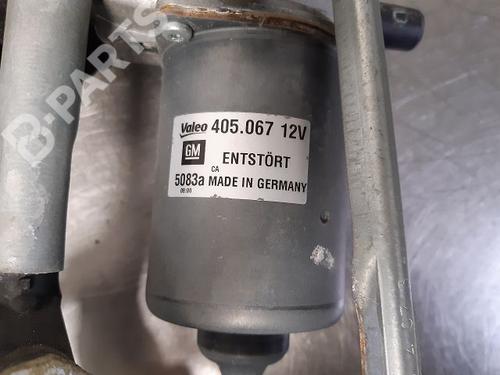 B-PARTS
Valeo 405.067 12V
GM ENTSTÖRT
CA
5083a MADE IN GERMANY